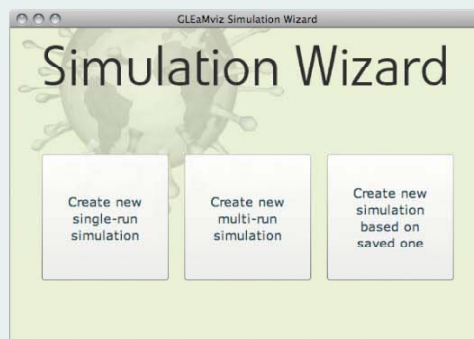 GLEaMviz Simulation Wizard
Simulation Wizard
Create new
single-run
simulation
Create new
multi-run
simulation
Create new
simulation
based on
saved one